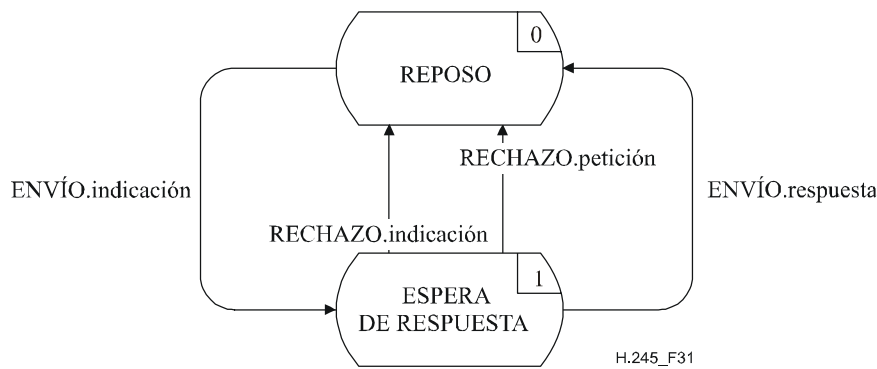 0
REPOSO
RECHAZO.petición
ENVÍO.indicación
ENVÍO.respuesta
RECHAZO.indicación
1
ESPERA
DE RESPUESTA
H.245_F31